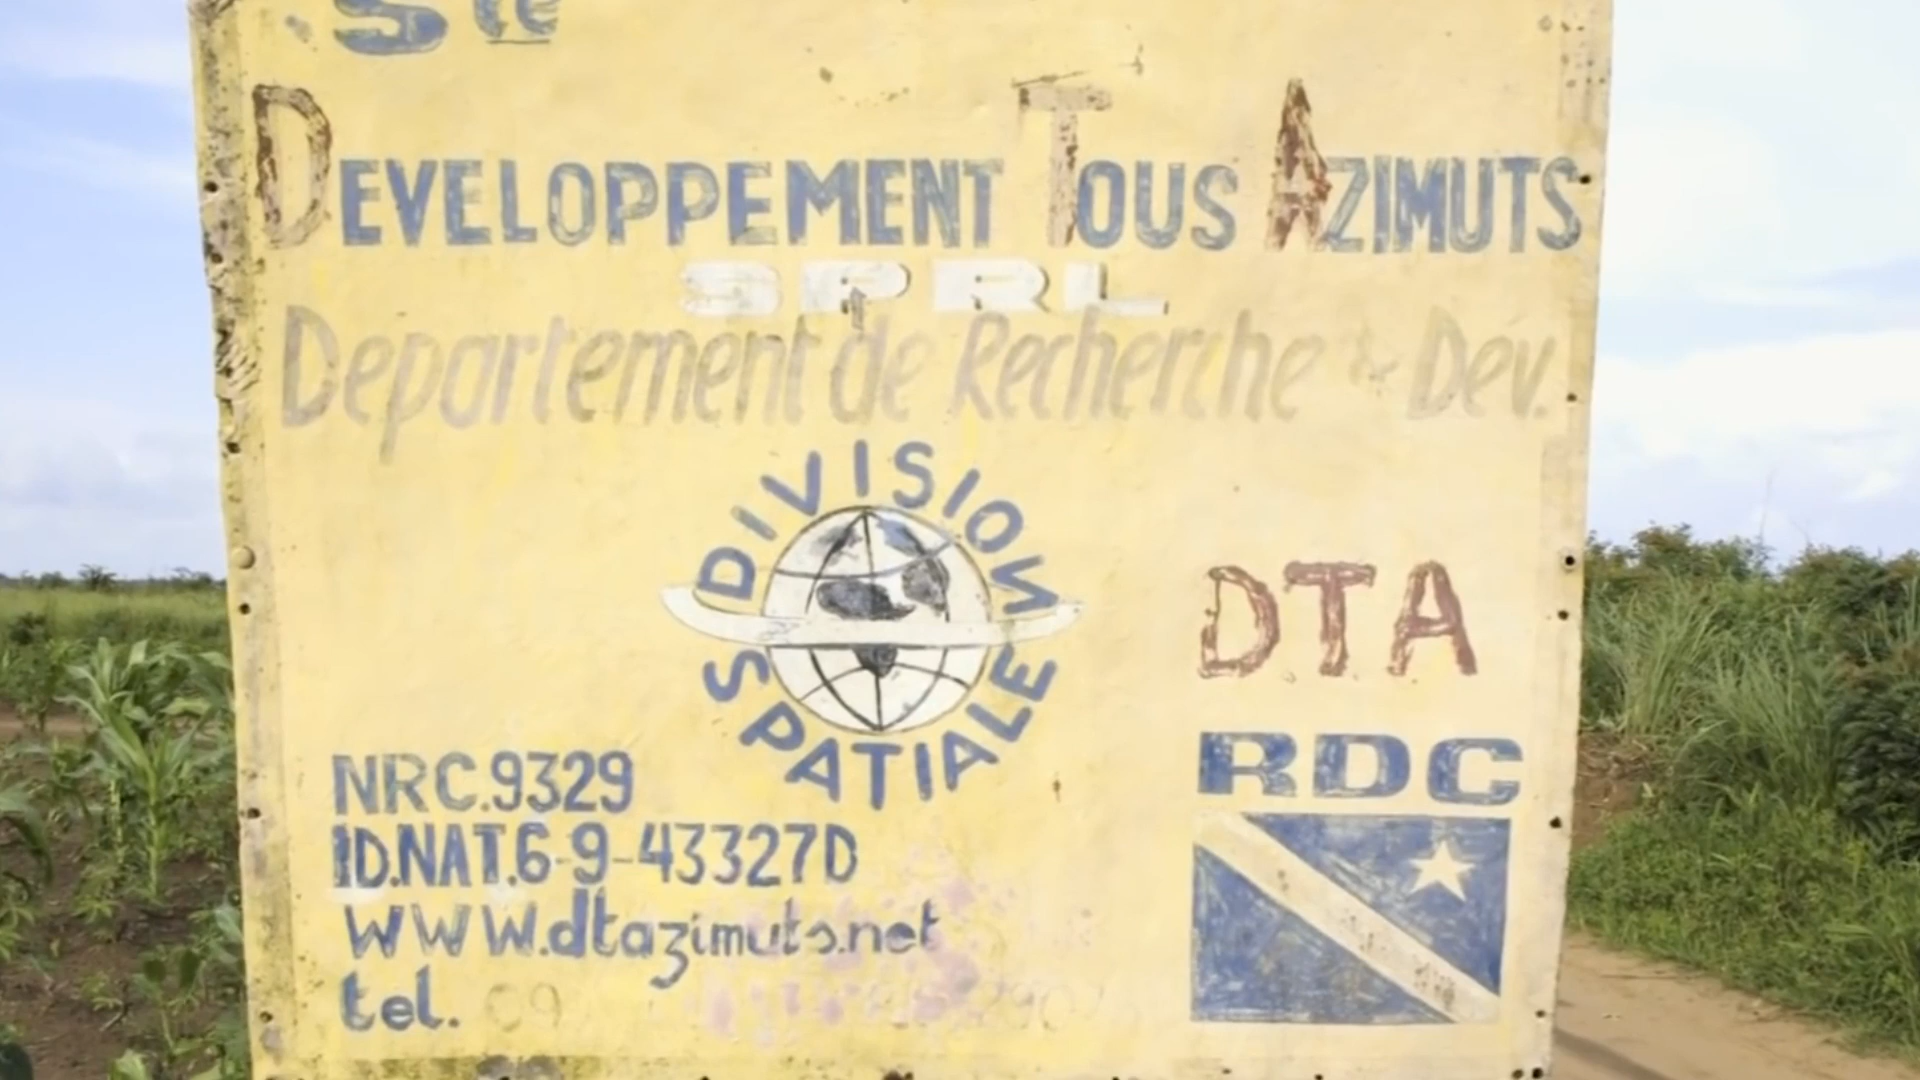 Ste
DEVELOPPEMENT TOUS AZIMUTS
SPRL
Departement de Recherche & Dev.
DIVISION
SPATIALE
DTA
RDC
NRC.9329
ID.NAT.6-9-43327D
WWW.dtazimuts.net
tel. 09